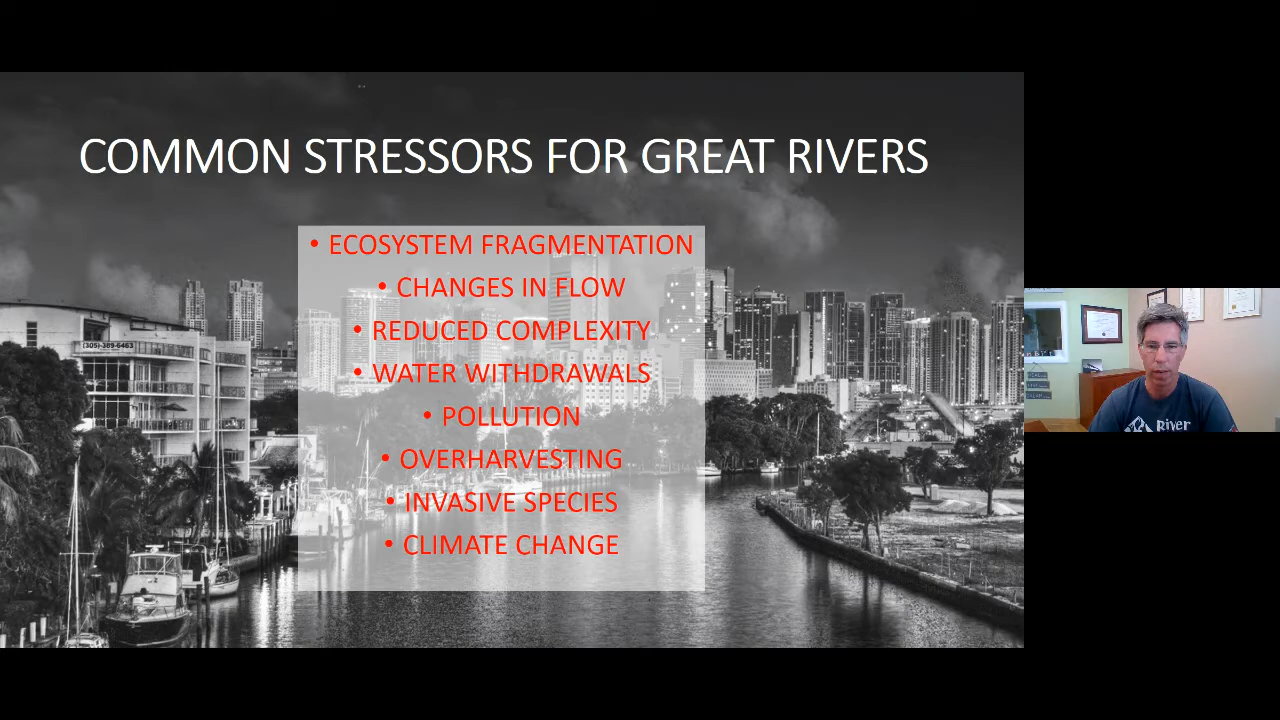 COMMON STRESSORS FOR GREAT RIVERS
• ECOSYSTEM FRAGMENTATION
• CHANGES IN FLOW
• REDUCED COMPLEXITY
• WATER WITHDRAWALS
• POLLUTION
• OVERHARVESTING
• INVASIVE SPECIES
• CLIMATE CHANGE
(305)-389-5463
River